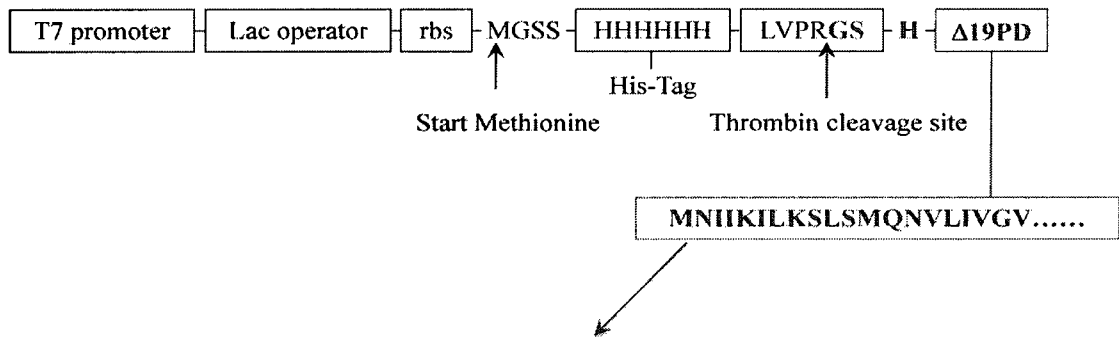 T7 promoter Lac operator rbs MGSS HHHHHH LVPRGS H Δ19PD
His-Tag
Start Methionine Thrombin cleavage site
MNIIKILKSLSMQNVLIVGV......